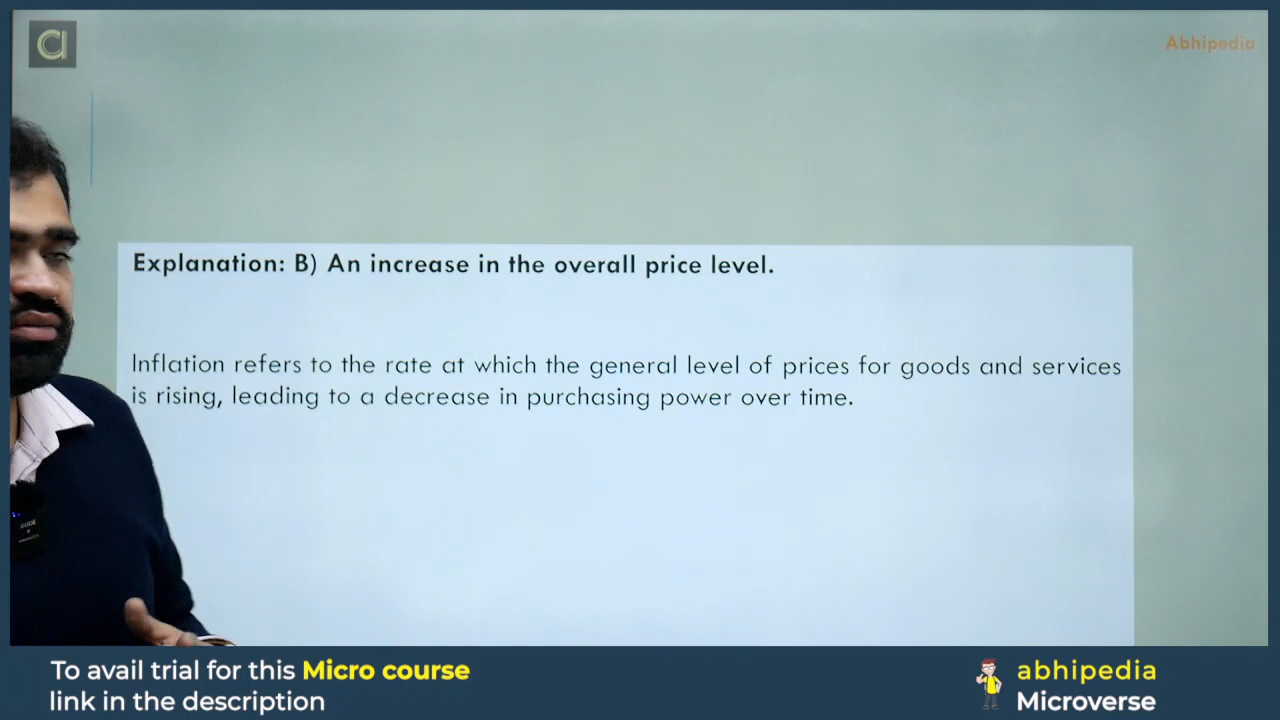 Abhipedia
Explanation: B) An increase in the overall price level.
Inflation refers to the rate at which the general level of prices for goods and services
is rising, leading to a decrease in purchasing power over time.
To avail trial for this Micro course
link in the description
abhipedia
Microverse